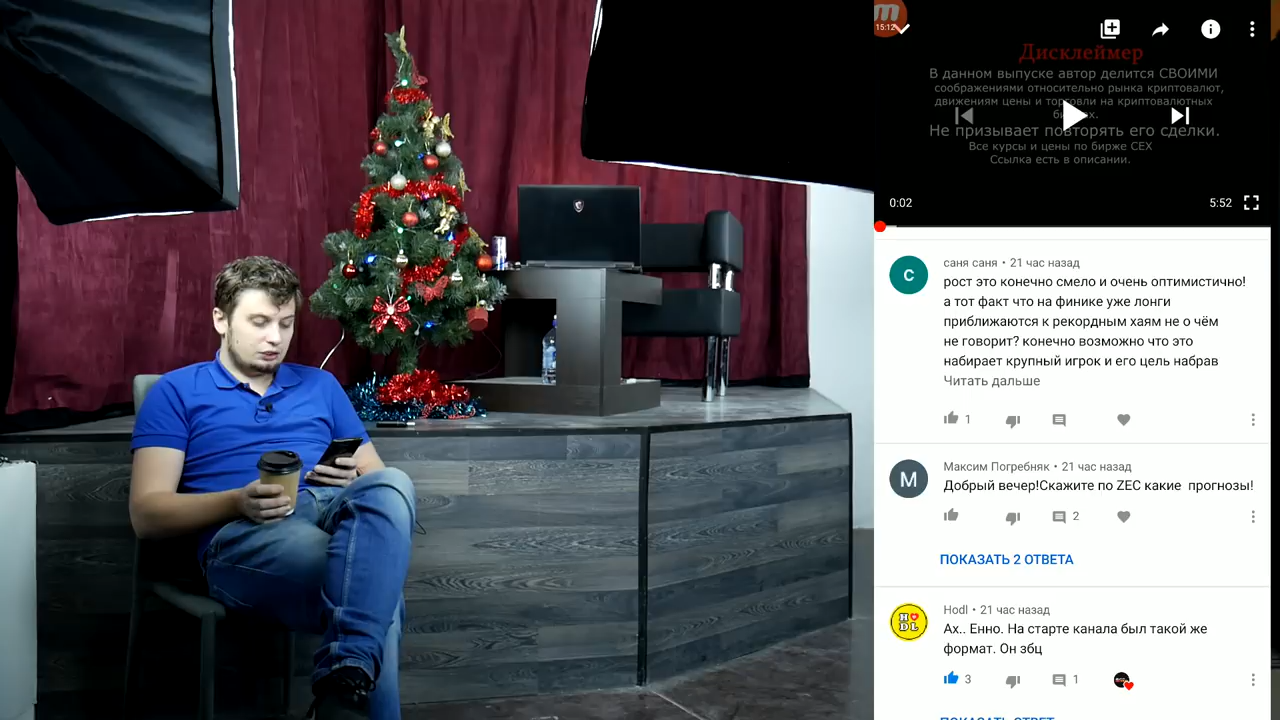 15:12
Дисклеймер
В данном выпуске автор делится СВОИМИ
соображениями относительно рынка криптовалют,
движениям цены и торговли на криптовалютных
Не призывает повторять его сделки.
Все курсы и цены по бирже CEX
Ссылка есть в описании.
0:02
5:52
саня саня • 21 час назад
рост это конечно смело и очень оптимистично!
а тот факт что на финике уже лонги
приближаются к рекордным хаям не о чём
не говорит? конечно возможно что это
набирает крупный игрок и его цель набрав
Читать дальше
1
Максим Погребняк • 21 час назад
Добрый вечер!Скажите по ZEC какие прогнозы!
2
ПОКАЗАТЬ 2 ОТВЕТА
Hodl • 21 час назад
Ах.. Енно. На старте канала был такой же
формат. Он збц
3
1